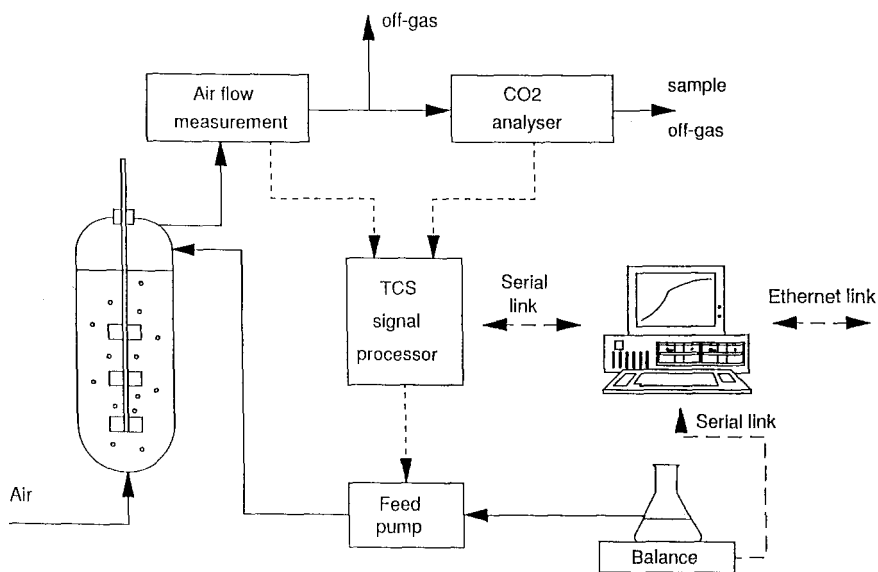 off-gas
Air flow
measurement
CO2
analyser
sample
off-gas
TCS
signal
processor
Serial
link
Ethernet link
Serial link
Air
Feed
pump
Balance